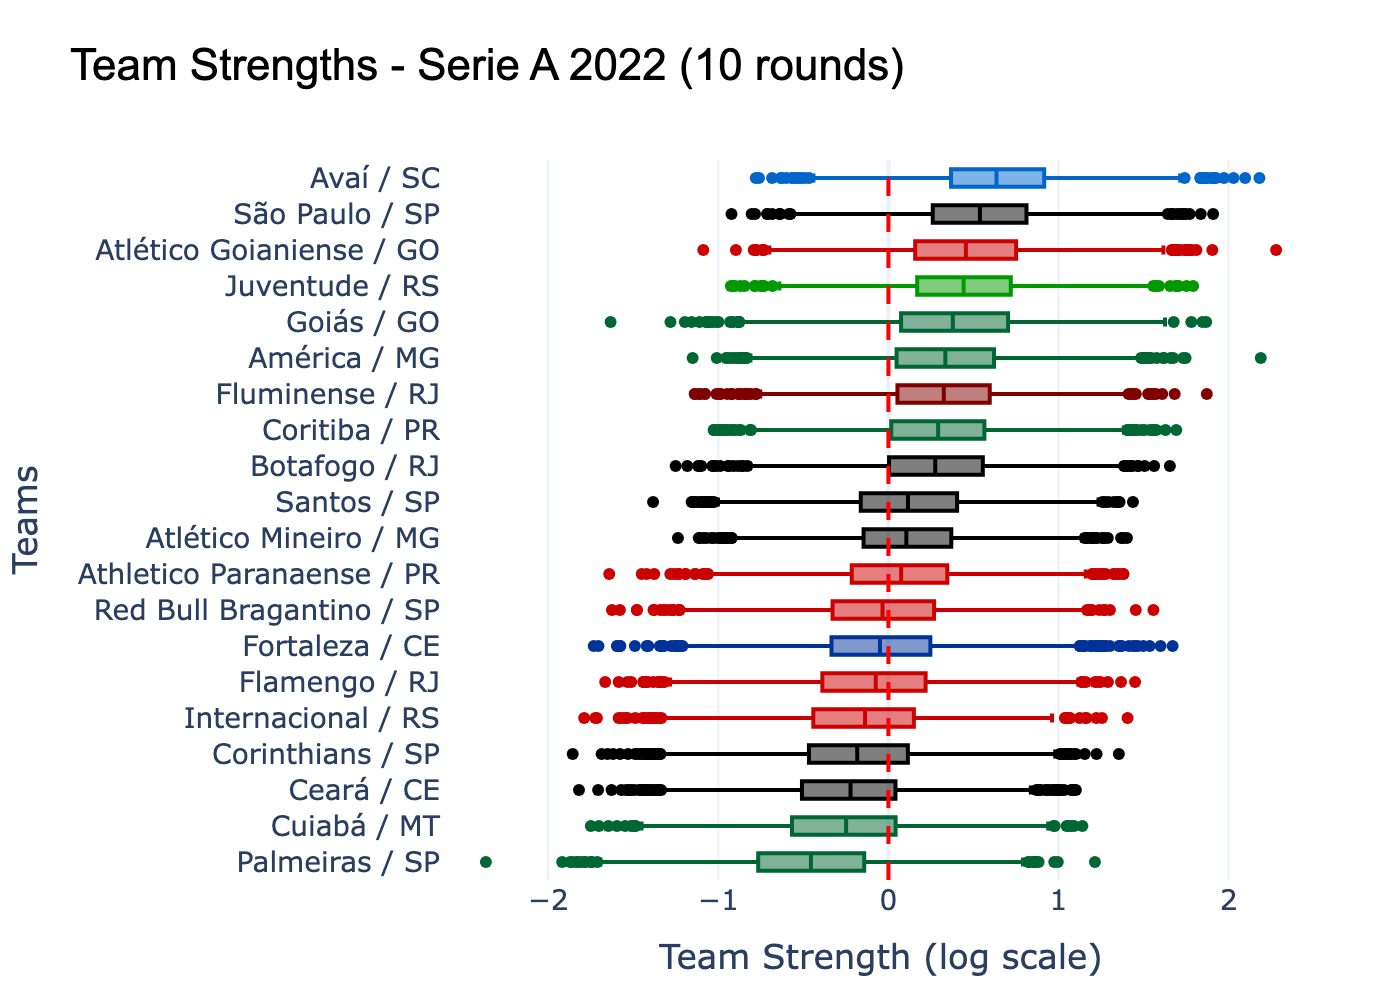 Team Strengths - Serie A 2022 (10 rounds)
Teams
Avaí / SC
São Paulo / SP
Atlético Goianiense / GO
Juventude / RS
Goiás / GO
América / MG
Fluminense / RJ
Coritiba / PR
Botafogo / RJ
Santos / SP
Atlético Mineiro / MG
Athletico Paranaense / PR
Red Bull Bragantino / SP
Fortaleza / CE
Flamengo / RJ
Internacional / RS
Corinthians / SP
Ceará / CE
Cuiabá / MT
Palmeiras / SP
−2 −1 0 1 2
Team Strength (log scale)